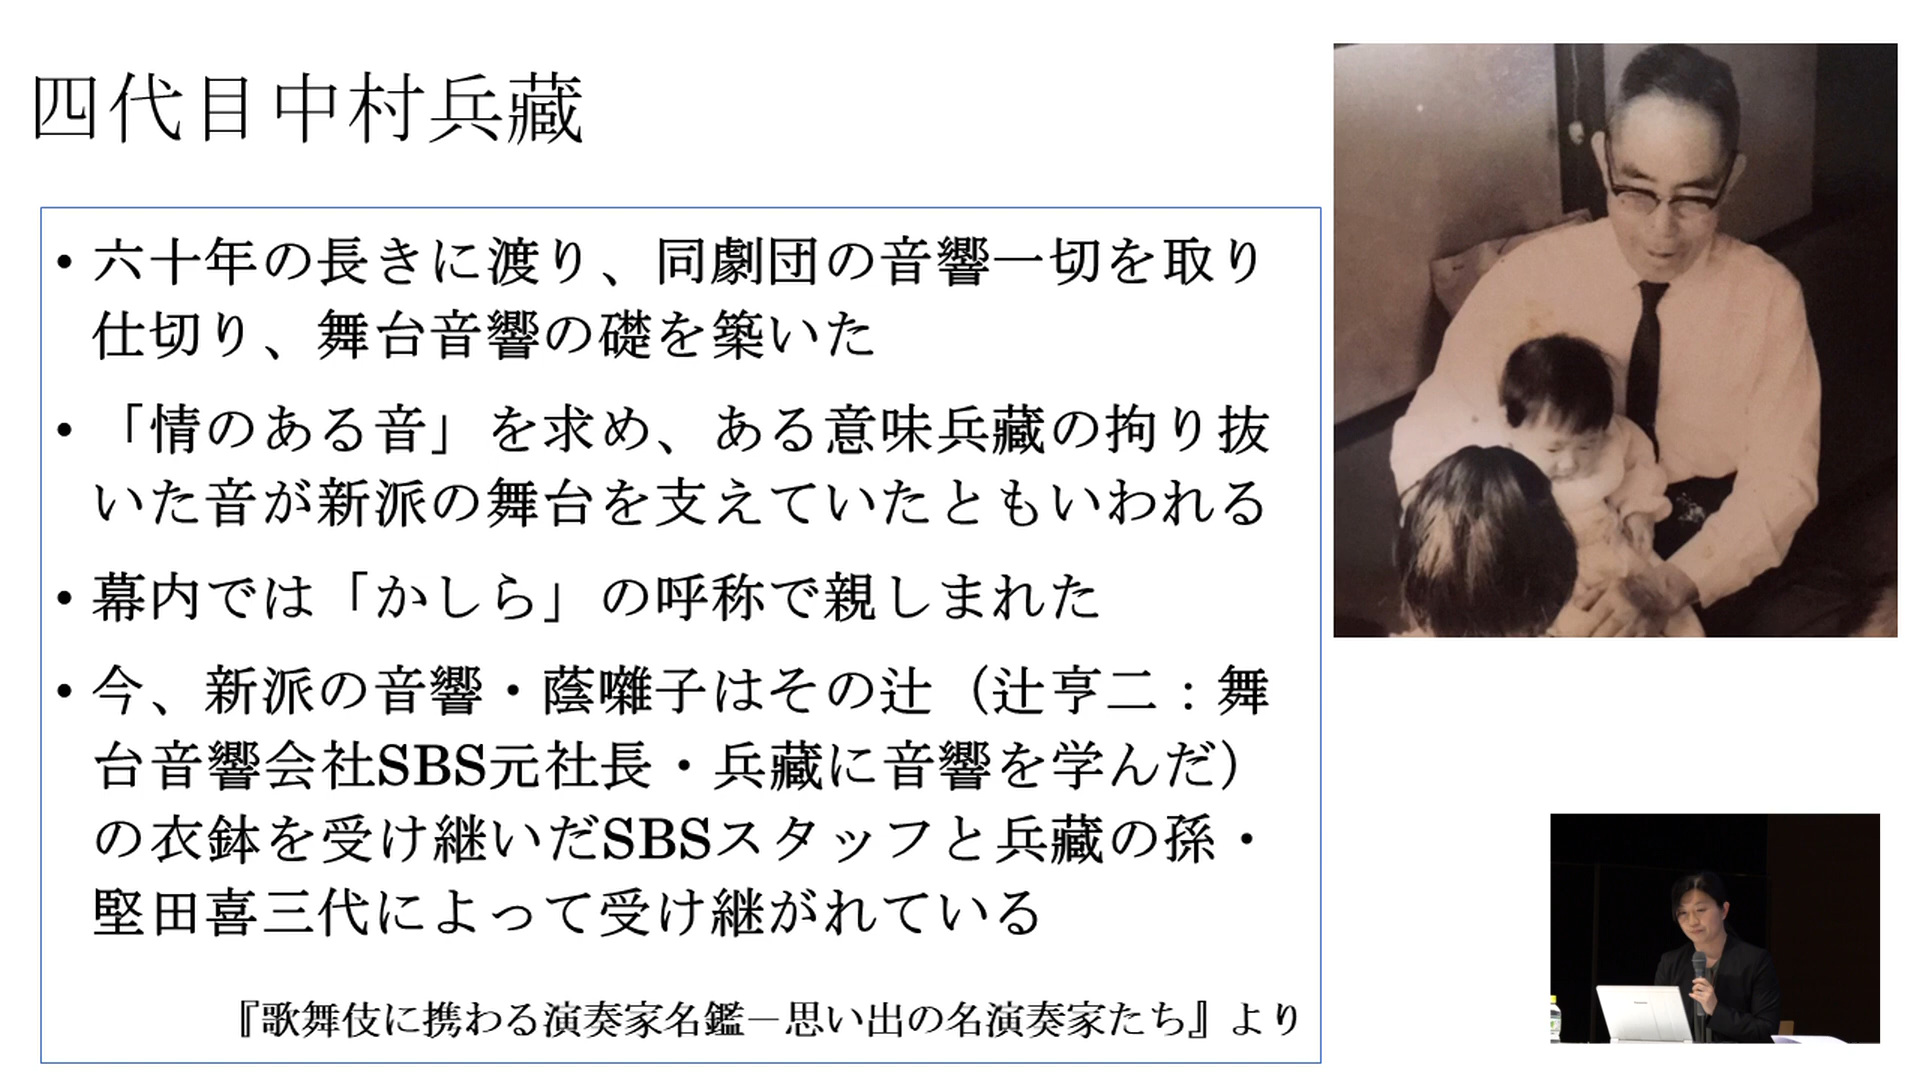 四代目中村兵藏
• 六十年の長きに渡り、同劇団の音響一切を取り
仕切り、舞台音響の礎を築いた
• 「情のある音」を求め、ある意味兵藏の拘り抜
いた音が新派の舞台を支えていたともいわれる
• 幕内では「かしら」の呼称で親しまれた
• 今、新派の音響・蔭囃子はその辻（辻亨二：舞
台音響会社SBS元社長・兵藏に音響を学んだ）
の衣鉢を受け継いだSBSスタッフと兵藏の孫・
堅田喜三代によって受け継がれている
『歌舞伎に携わる演奏家名鑑－思い出の名演奏家たち』より